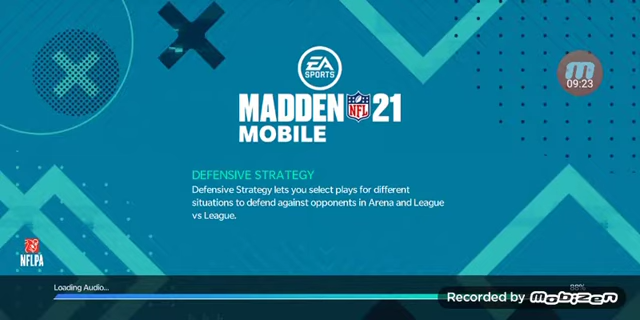 EA
SPORTS
MADDEN NFL 21
MOBILE
09:23
DEFENSIVE STRATEGY
Defensive Strategy lets you select plays for different
situations to defend against opponents in Arena and League
vs League.
NFLPA
Loading Audio...
88%
Recorded by Mobizen